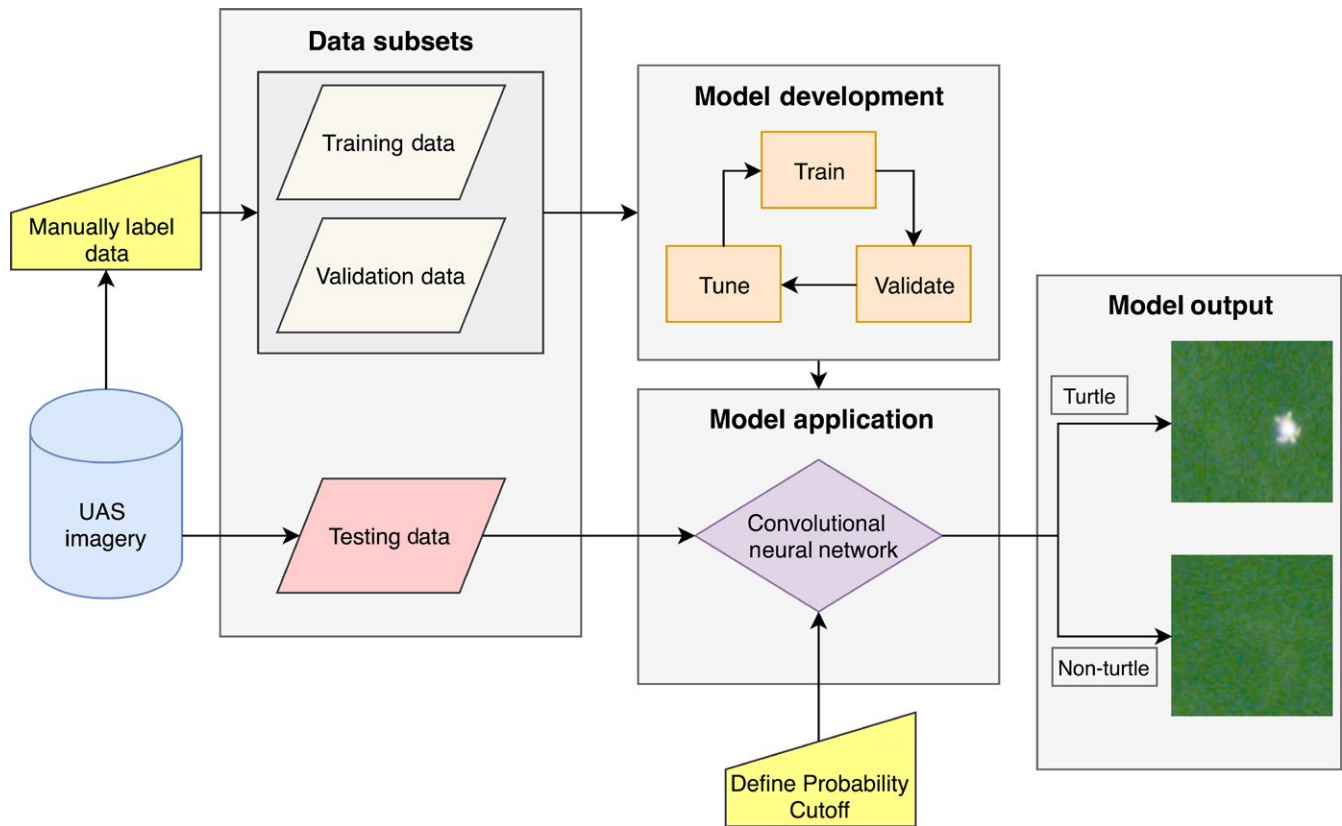 Data subsets
Training data
Validation data
Manually label
data
UAS
imagery
Testing data
Model development
Train
Tune
Validate
Model application
Convolutional
neural network
Define Probability
Cutoff
Model output
Turtle
Non-turtle